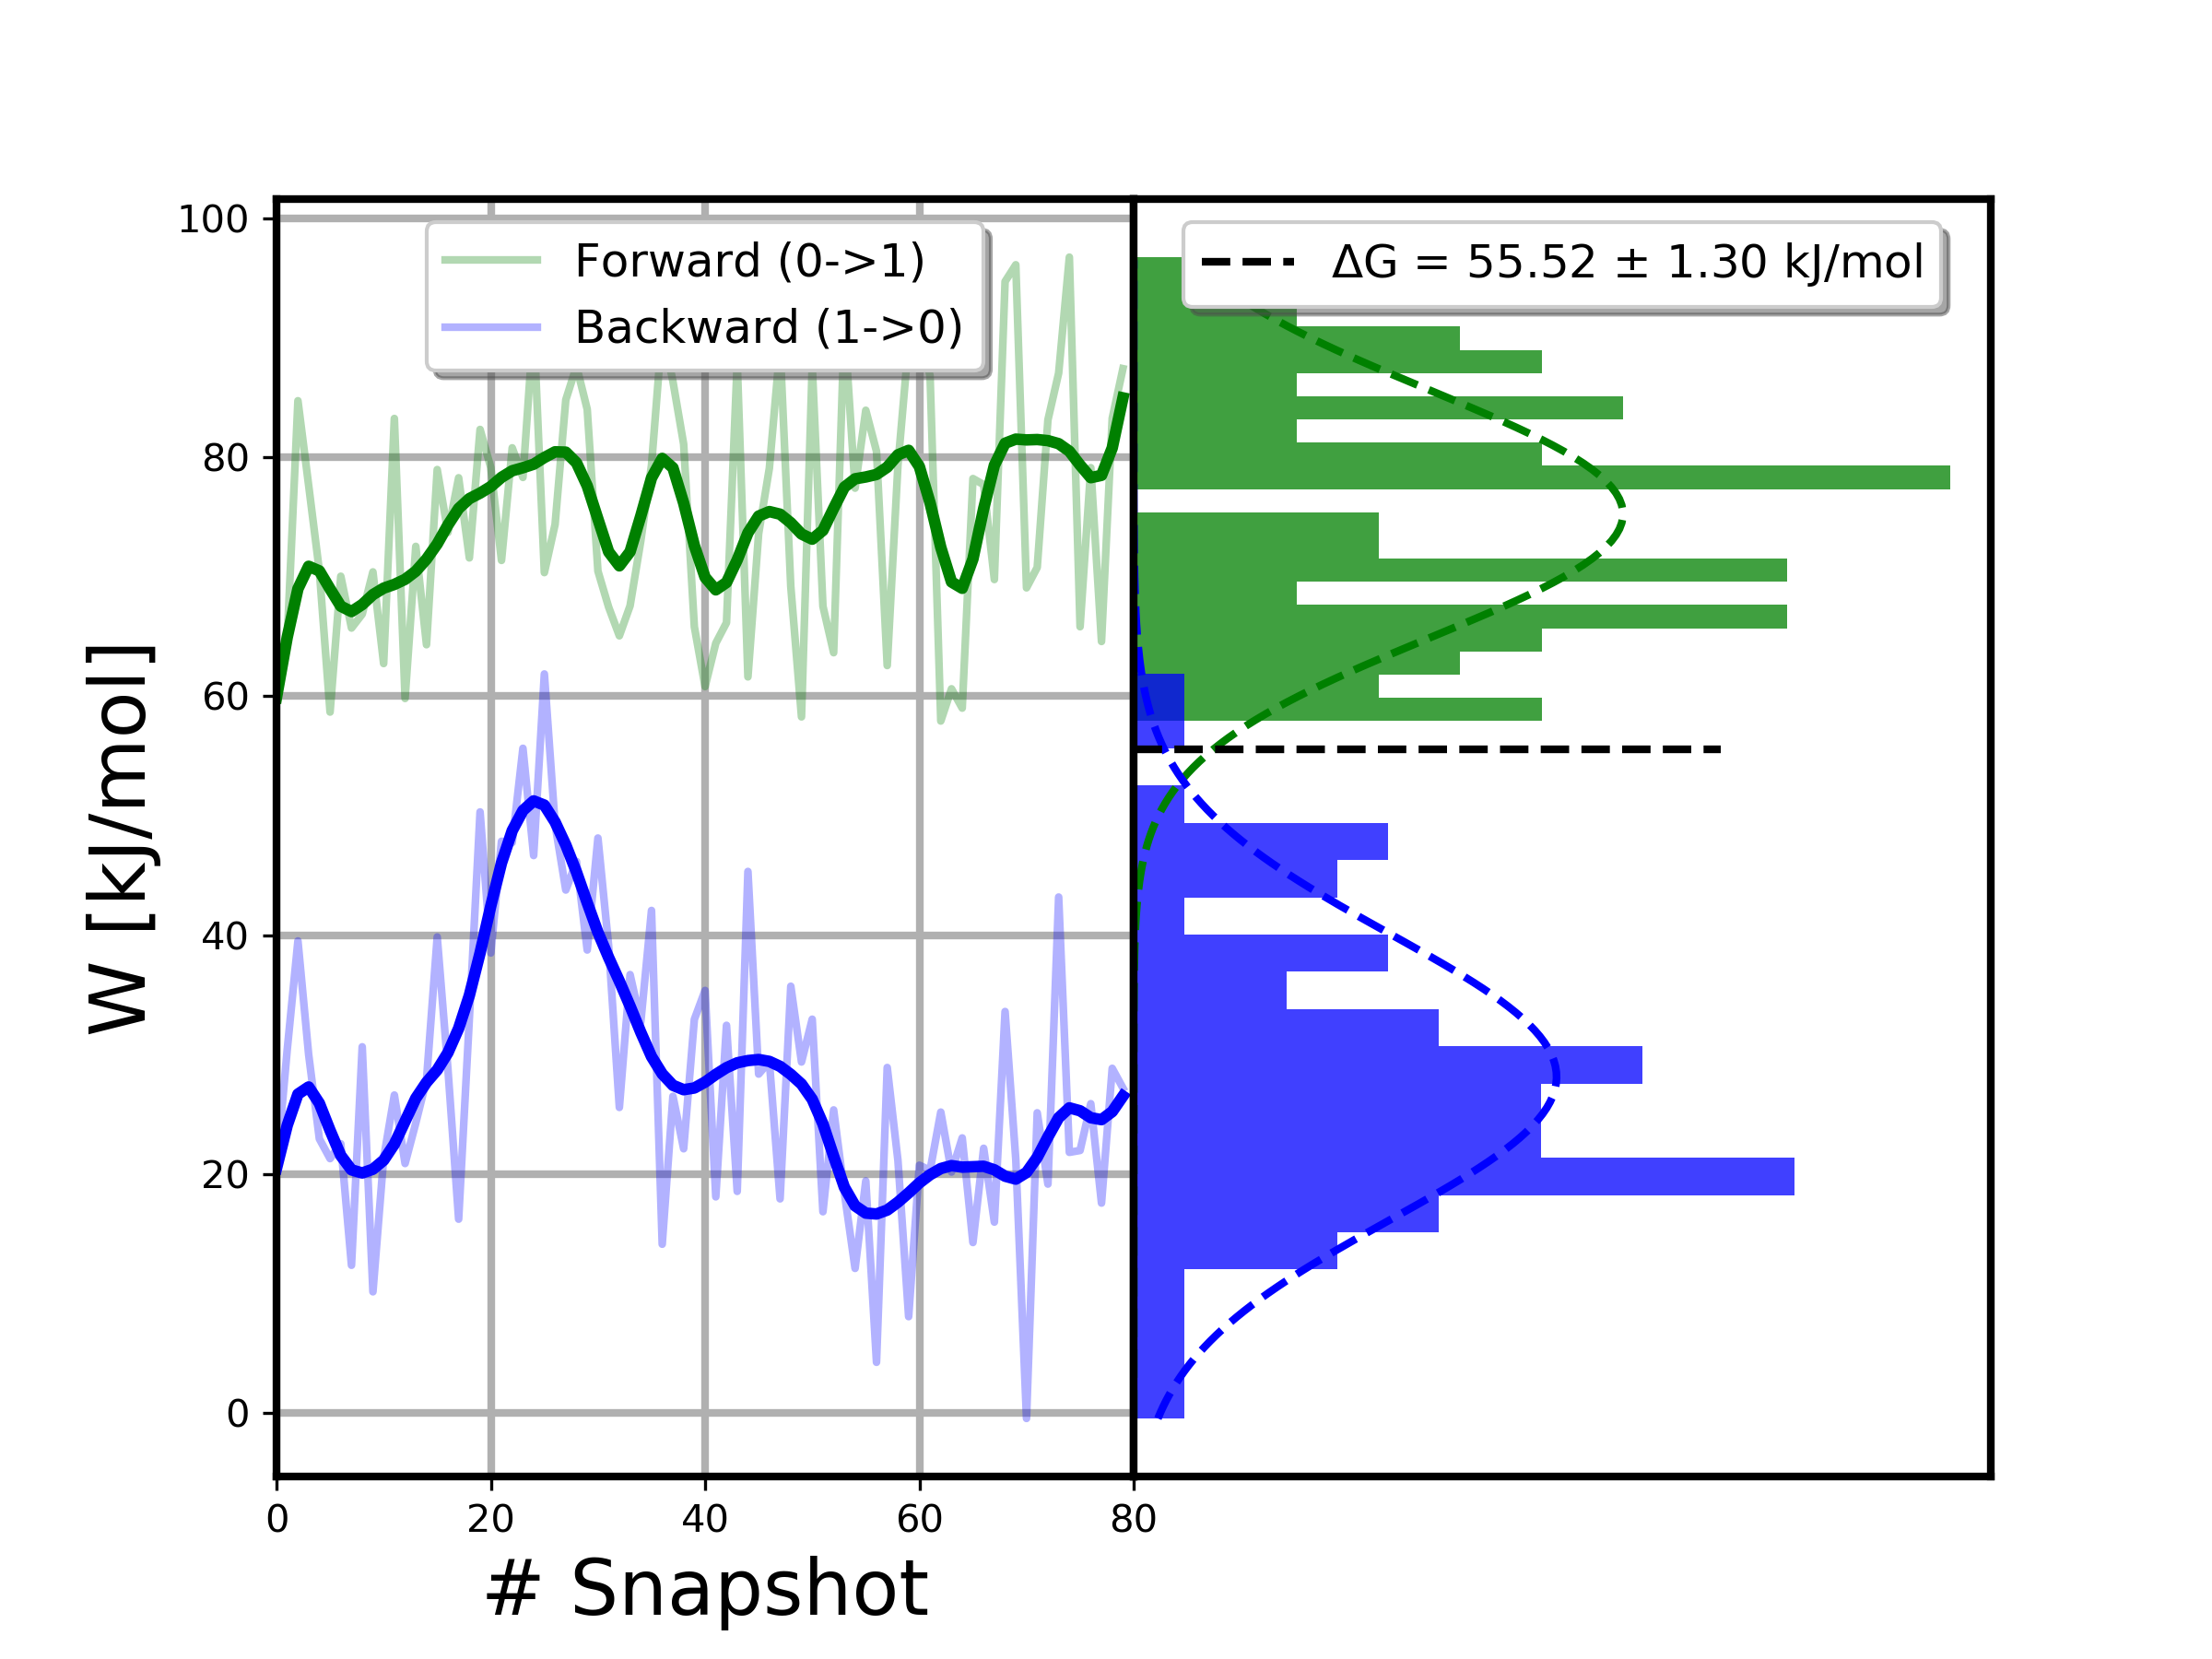 100
80
60
40
20
0
W [kJ/mol]
Forward (0->1)
Backward (1->0)
ΔG = 55.52 ± 1.30 kJ/mol
0
20
40
60
80
# Snapshot